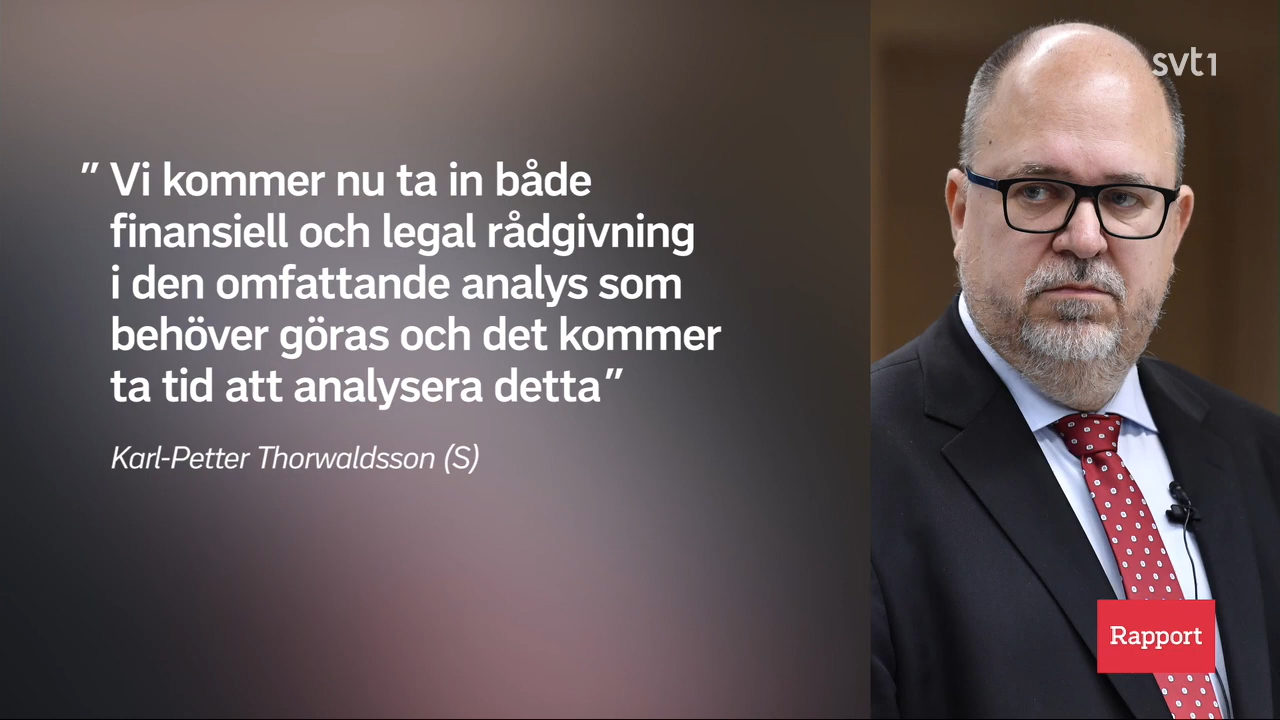 svt1
” Vi kommer nu ta in både
finansiell och legal rådgivning
i den omfattande analys som
behöver göras och det kommer
ta tid att analysera detta”
Karl-Petter Thorwaldsson (S)
Rapport